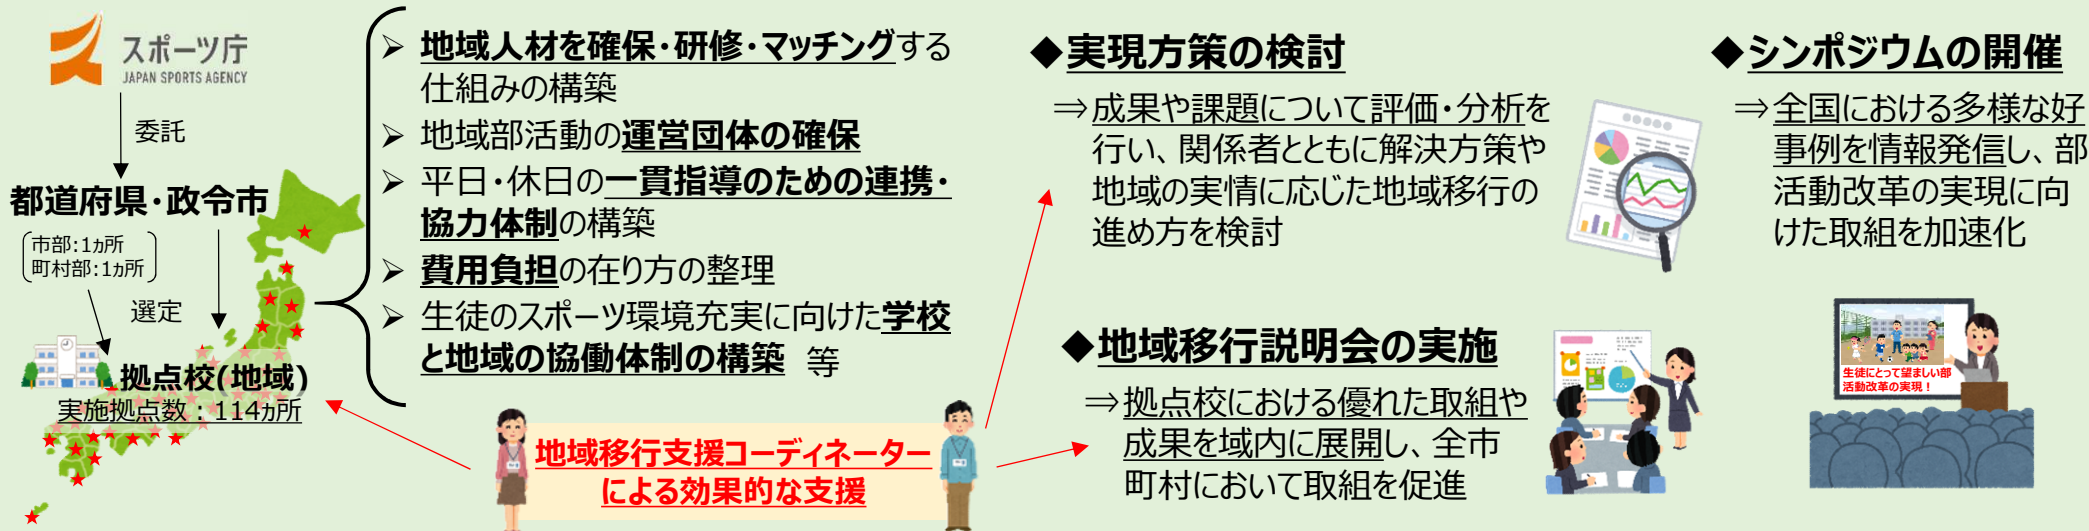 スポーツ庁
JAPAN SPORTS AGENCY
委託
都道府県・政令市
市部:1ヵ所
町村部:1ヵ所
選定
拠点校(地域)
実施拠点数：114ヵ所
➢ 地域人材を確保・研修・マッチングする
仕組みの構築
➢ 地域部活動の運営団体の確保
➢ 平日・休日の一貫指導のための連携・
協力体制の構築
➢ 費用負担の在り方の整理
➢ 生徒のスポーツ環境充実に向けた学校
と地域の協働体制の構築 等
地域移行支援コーディネーター
による効果的な支援
◆実現方策の検討
⇒成果や課題について評価・分析を
行い、関係者とともに解決方策や
地域の実情に応じた地域移行の
進め方を検討
◆地域移行説明会の実施
⇒拠点校における優れた取組や
成果を域内に展開し、全市
町村において取組を促進
◆シンポジウムの開催
⇒全国における多様な好
事例を情報発信し、部
活動改革の実現に向
けた取組を加速化
生徒にとって望ましい部
活動改革の実現！